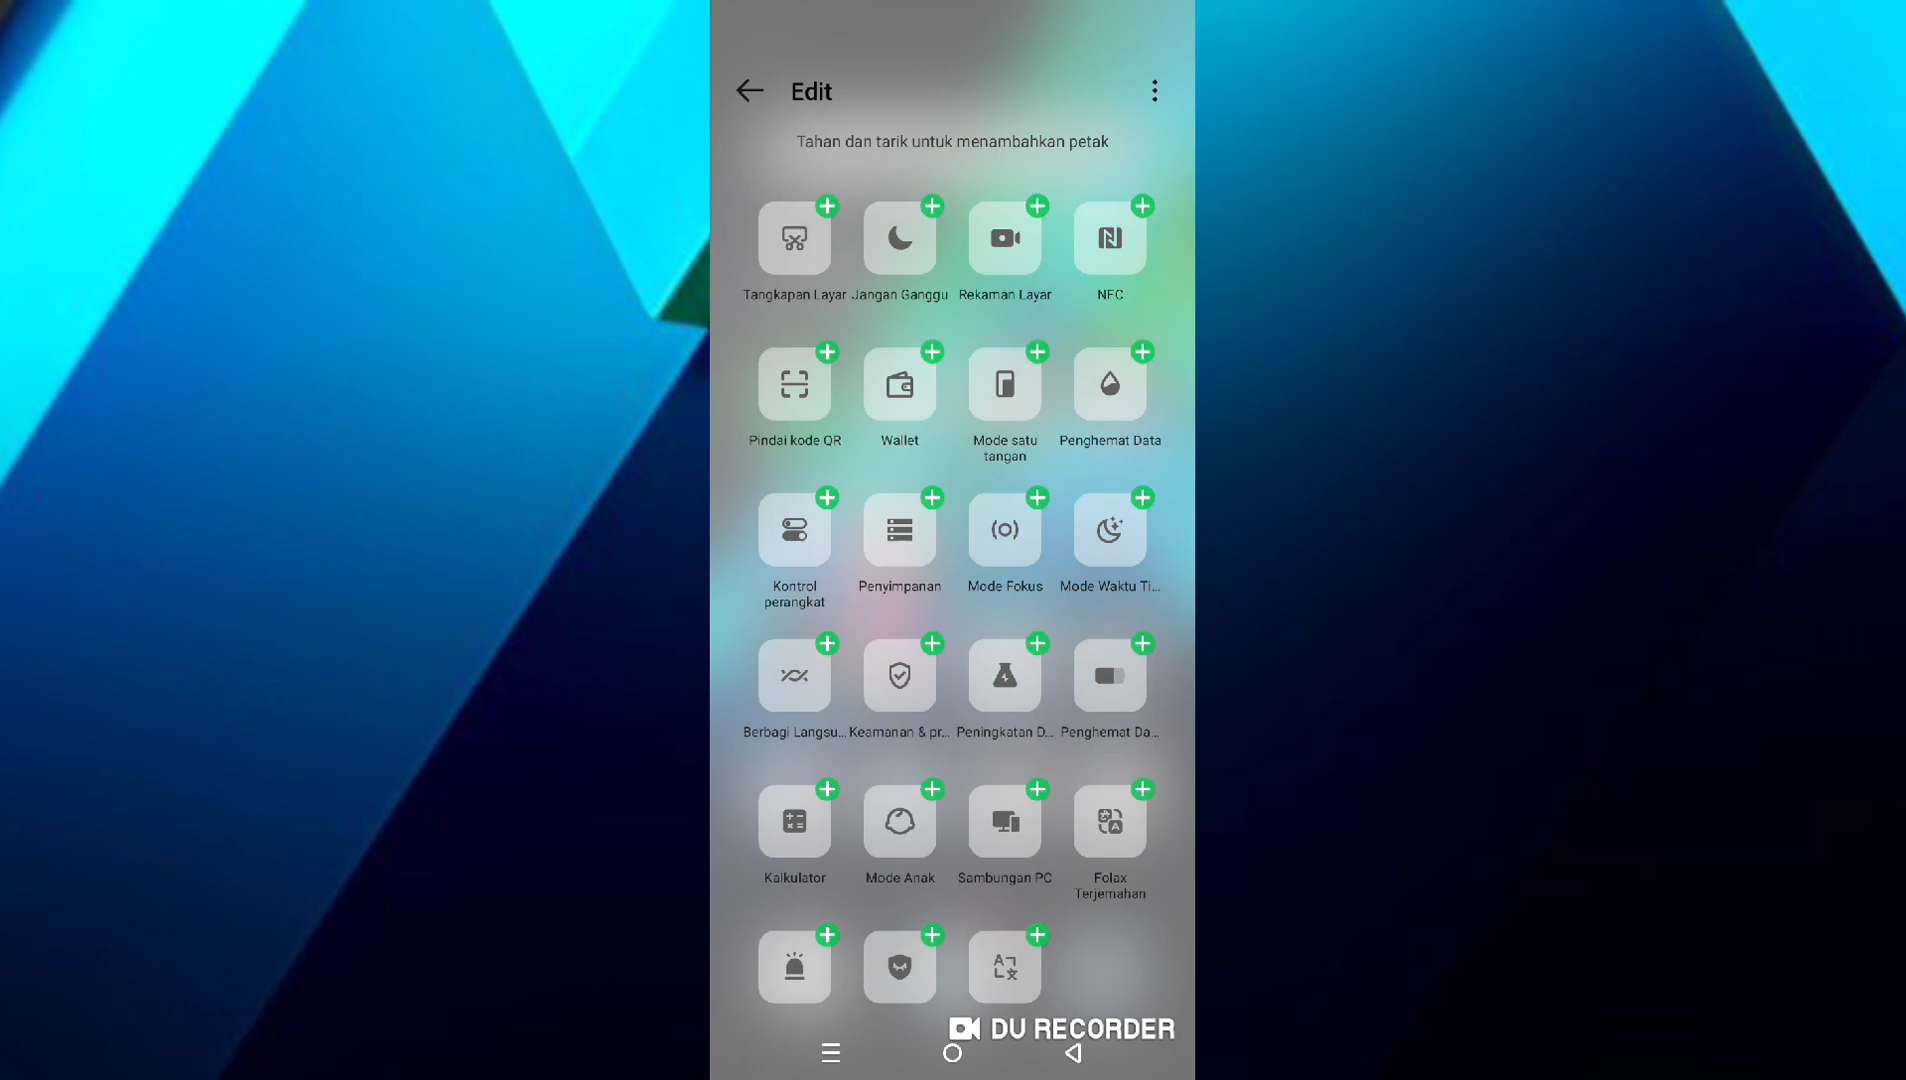 Edit
Tahan dan tarik untuk menambahkan petak
Tangkapan Layar
Jangan Ganggu
Rekaman Layar
NFC
Pindai kode QR
Wallet
Mode satu
tangan
Penghemat Data
Kontrol
perangkat
Penyimpanan
Mode Fokus
Mode Waktu Ti...
Berbagi Langsu...
Keamanan & pr...
Peningkatan D...
Penghemat Da...
Kalkulator
Mode Anak
Sambungan PC
Folax
Terjemahan
DU RECORDER